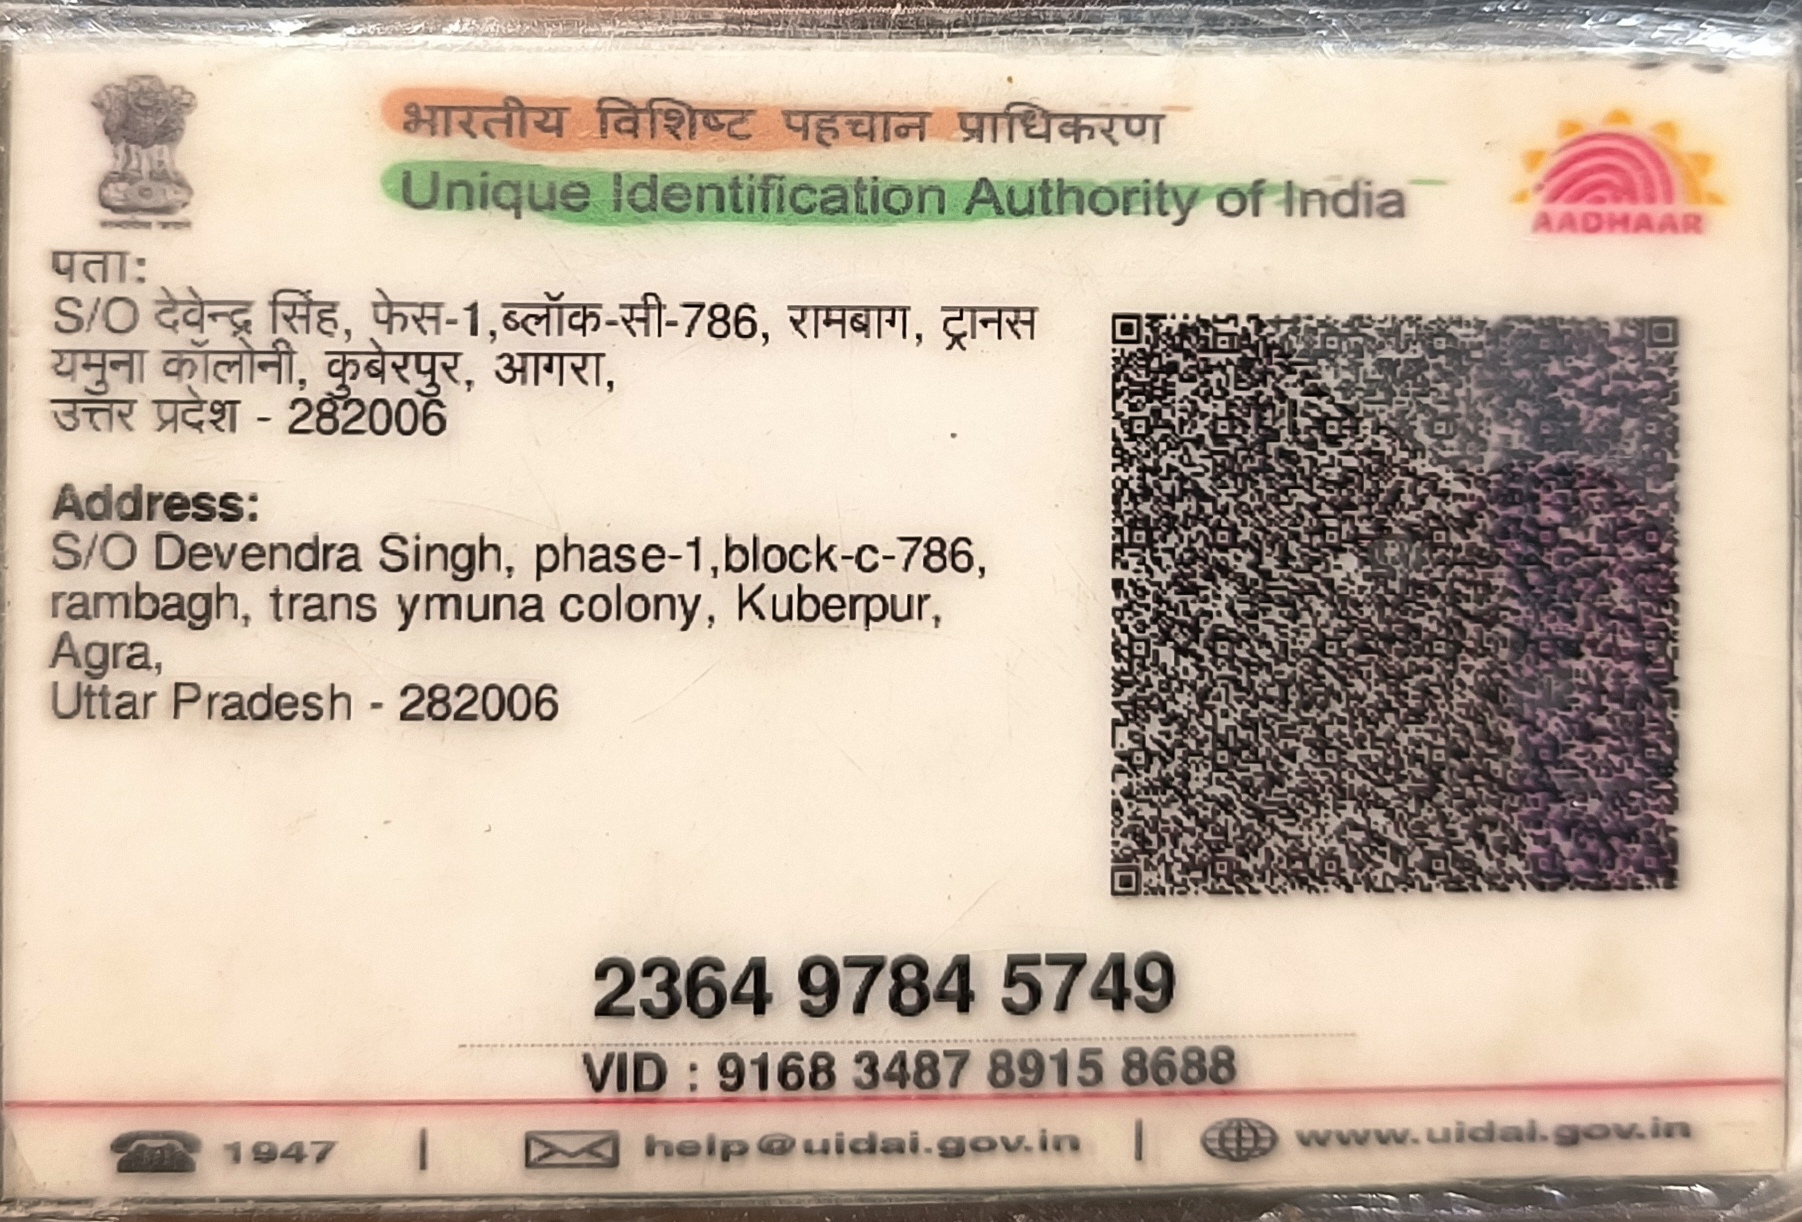 भारतीय विशिष्ट पहचान प्राधिकरण
Unique Identification Authority of India
AADHAAR
पता:
S/O देवेन्द्र सिंह, फेस-1,ब्लॉक-सी-786, रामबाग, ट्रानस
यमुना कॉलोनी, कुबेरपुर, आगरा,
उत्तर प्रदेश - 282006
Address:
S/O Devendra Singh, phase-1,block-c-786,
rambagh, trans ymuna colony, Kuberpur,
Agra,
Uttar Pradesh - 282006
2364 9784 5749
VID : 9168 3487 8915 8688
1947 | help@uidai.gov.in | www.uidai.gov.in